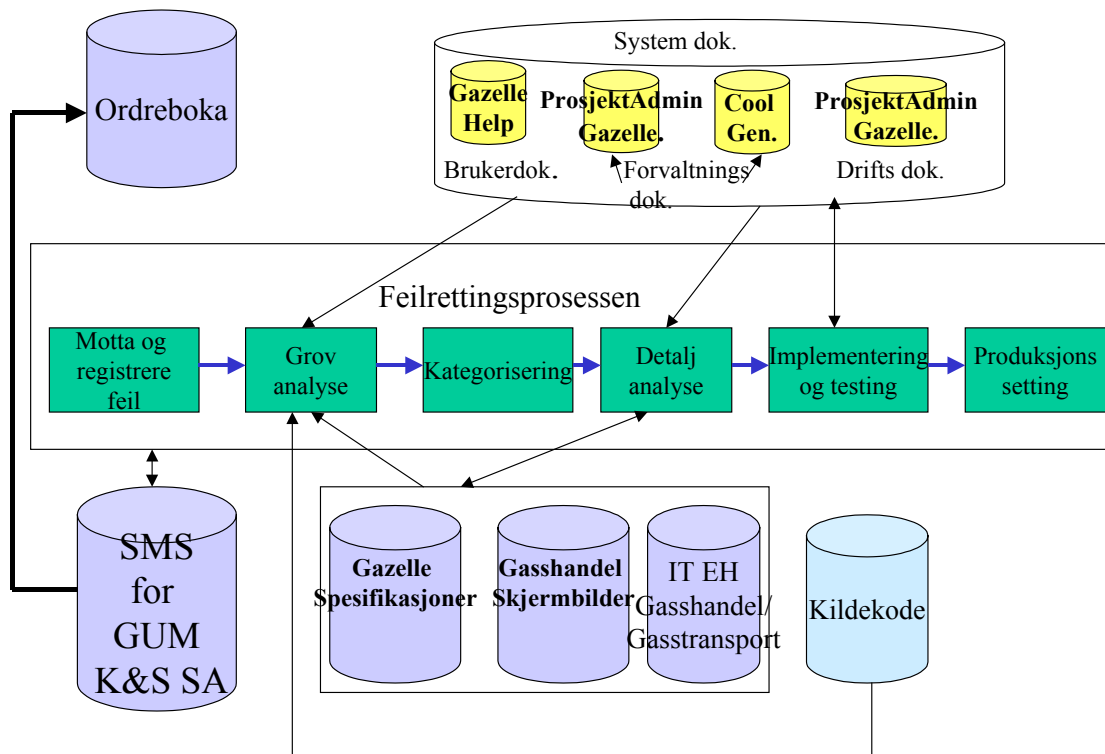 System dok.
Ordreboka
Gazelle
Help
ProsjektAdmin
Gazelle.
Cool
Gen.
ProsjektAdmin
Gazelle.
Brukerdok.
Forvaltnings
dok.
Drifts dok.
Feilrettingsprosessen
Motta og
registrere
feil
Grov
analyse
Kategorisering
Detalj
analyse
Implementering
og testing
Produksjons
setting
SMS
for
GUM
K&S SA
Gazelle
Spesifikasjoner
Gasshandel
Skjermbilder
IT EH
Gasshandel/
Gasstransport
Kildekode